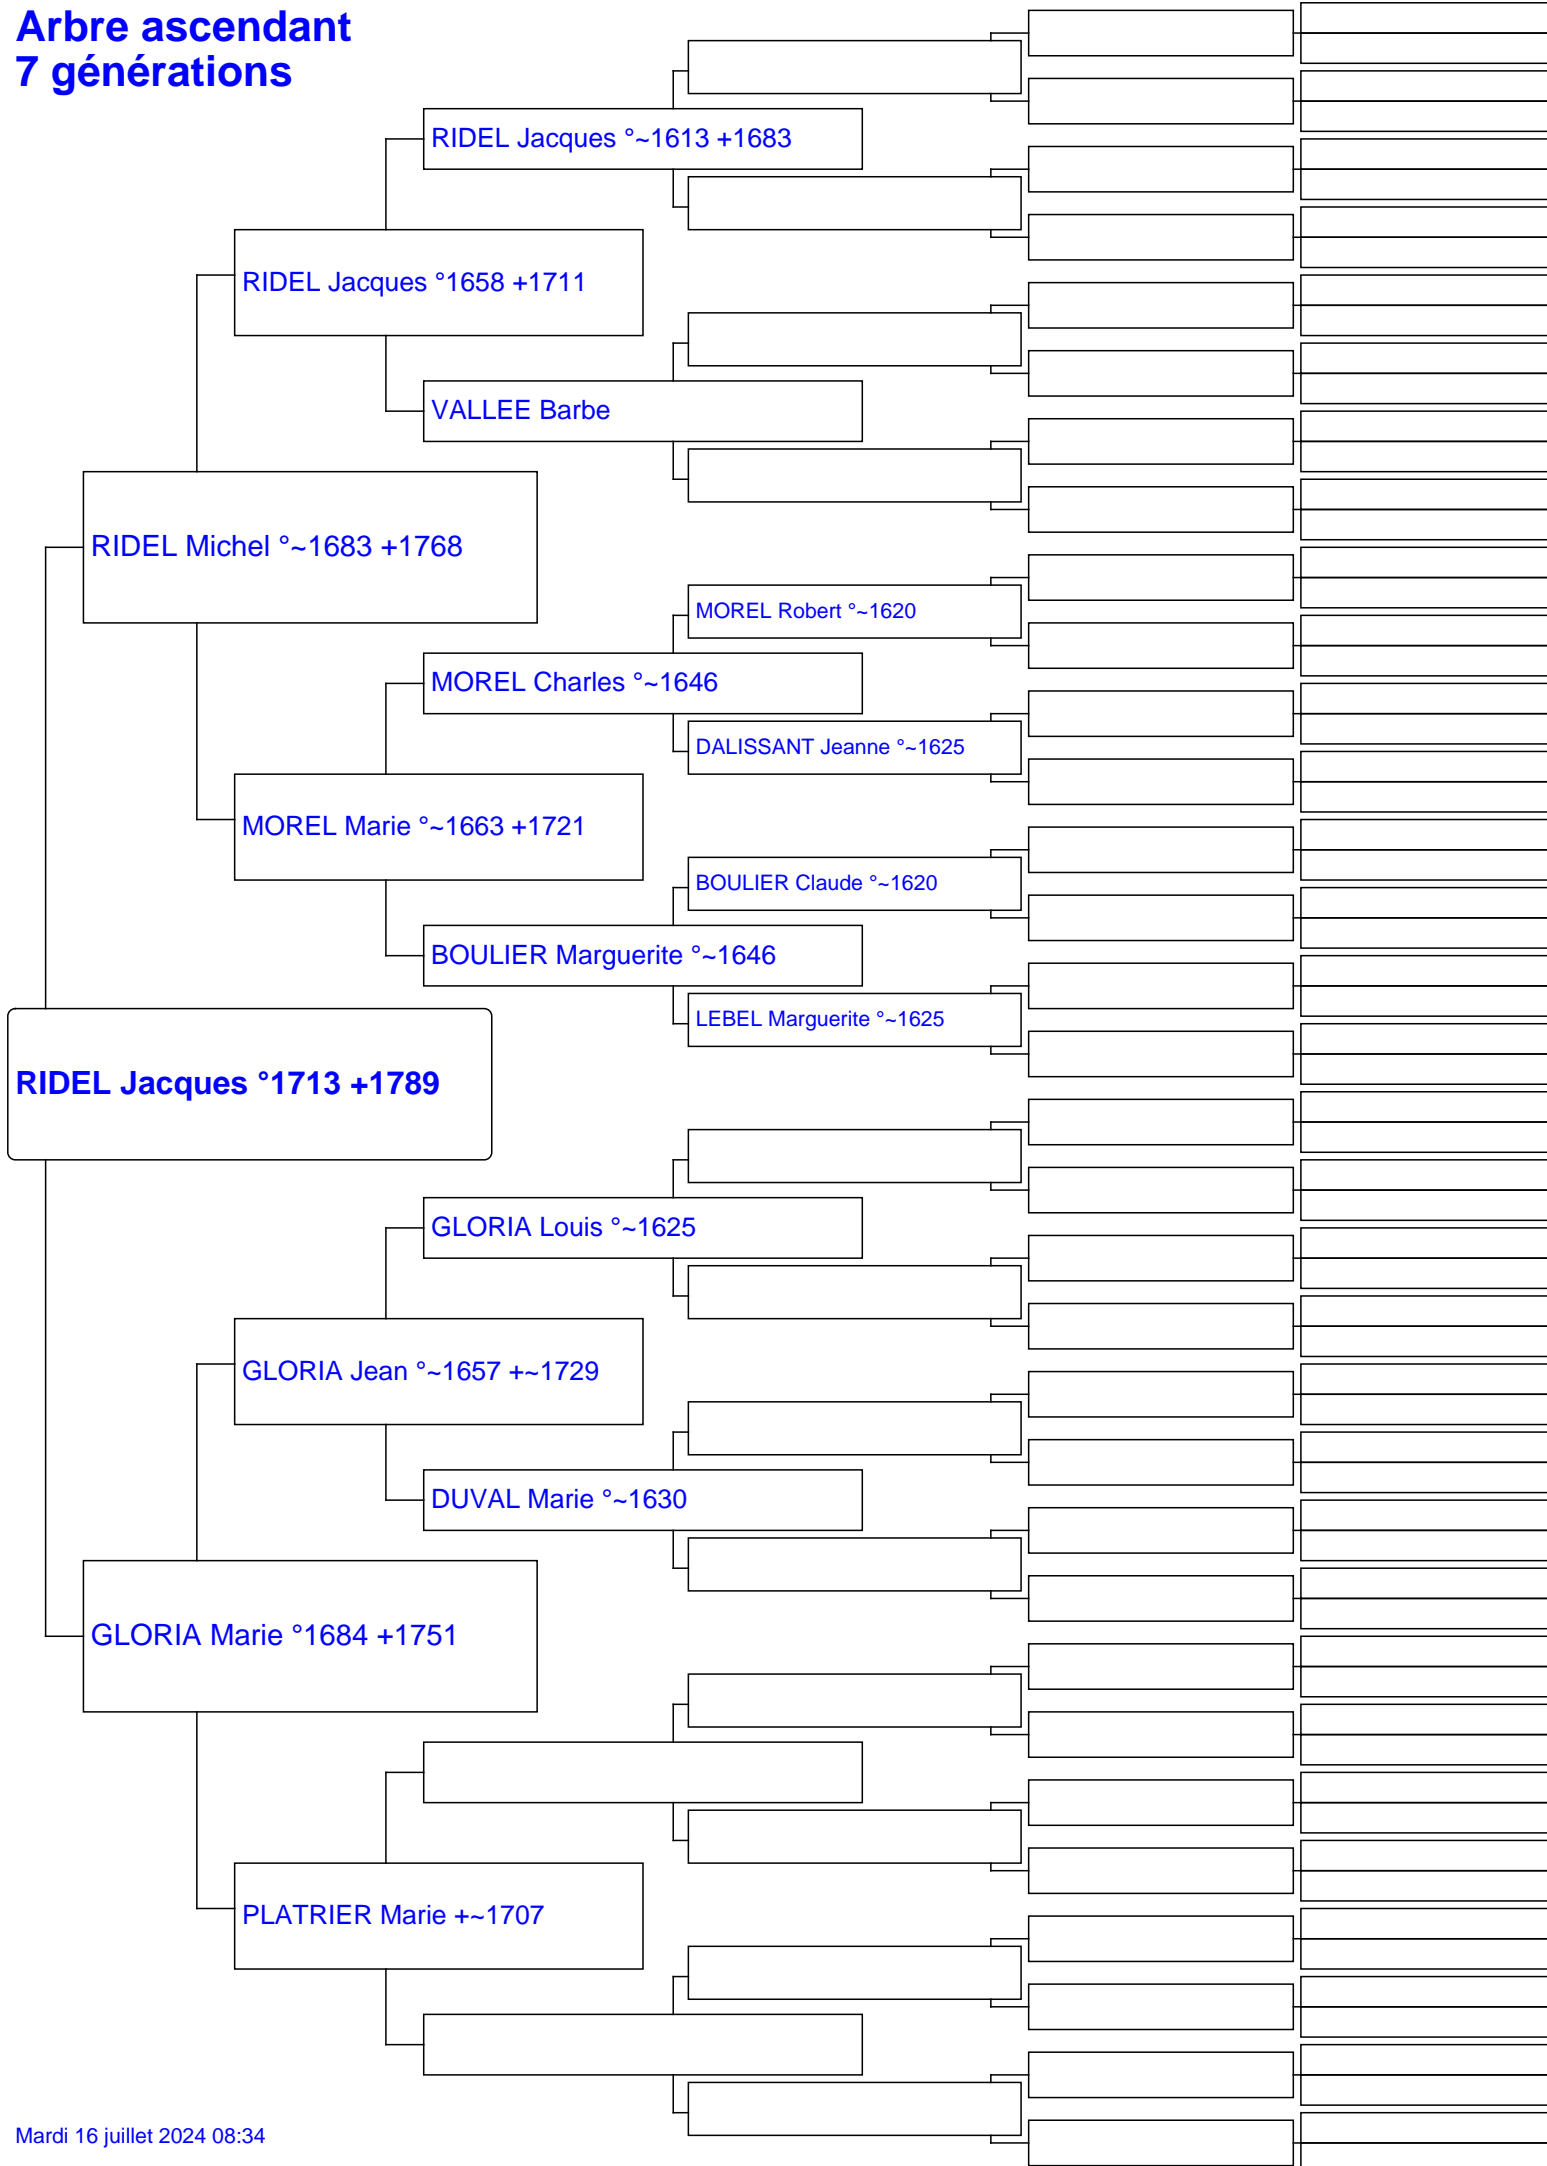 Arbre ascendant
7 générations
RIDEL Jacques °~1613 +1683
RIDEL Jacques °1658 +1711
VALLEE Barbe
RIDEL Michel °~1683 +1768
MOREL Robert °~1620
MOREL Charles °~1646
DALISSANT Jeanne °~1625
MOREL Marie °~1663 +1721
BOULIER Claude °~1620
BOULIER Marguerite °~1646
LEBEL Marguerite °~1625
RIDEL Jacques °1713 +1789
GLORIA Louis °~1625
GLORIA Jean °~1657 +~1729
DUVAL Marie °~1630
GLORIA Marie °1684 +1751
PLATRIER Marie +~1707
Mardi 16 juillet 2024 08:34